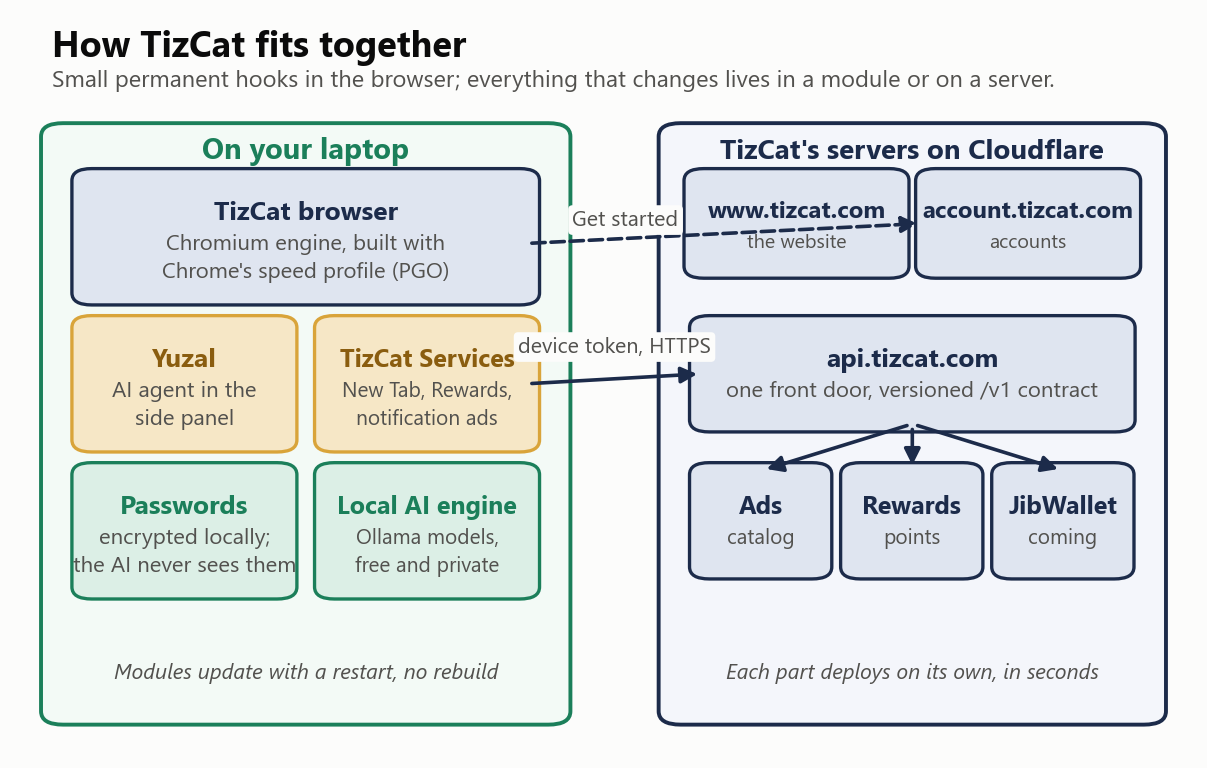 How TizCat fits together
Small permanent hooks in the browser; everything that changes lives in a module or on a server.
On your laptop
TizCat browser
Chromium engine, built with
Chrome's speed profile (PGO)
Yuzal
AI agent in the
side panel
TizCat Services
New Tab, Rewards,
notification ads
Passwords
encrypted locally;
the AI never sees them
Local AI engine
Ollama models,
free and private
Modules update with a restart, no rebuild
Get started
device token, HTTPS
TizCat's servers on Cloudflare
www.tizcat.com
the website
account.tizcat.com
accounts
api.tizcat.com
one front door, versioned /v1 contract
Ads
catalog
Rewards
points
JibWallet
coming
Each part deploys on its own, in seconds